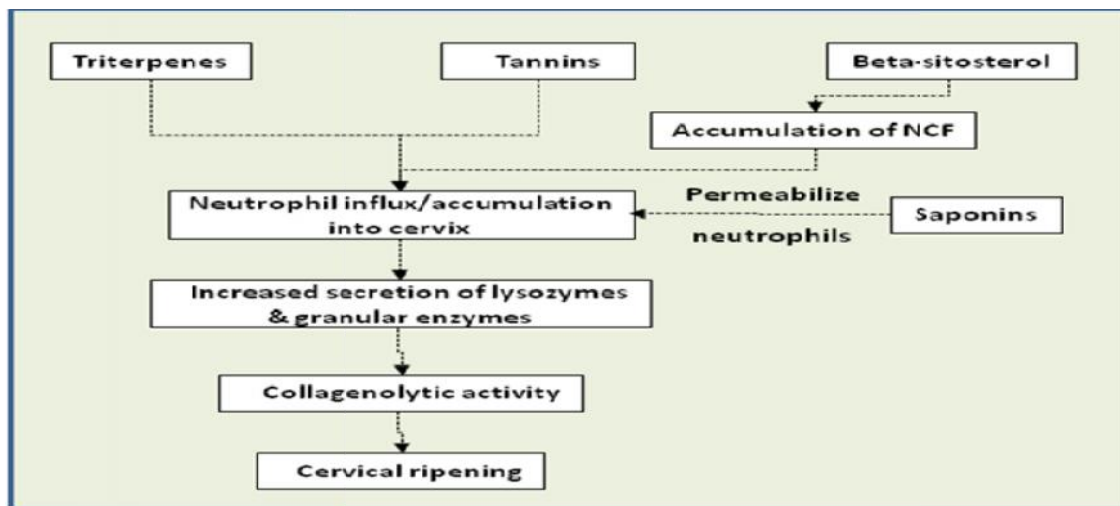 Triterpenes
Tannins
Beta-sitosterol
Accumulation of NCF
Neutrophil influx/accumulation
into cervix
Permeabilize
neutrophils
Saponins
Increased secretion of lysozymes
& granular enzymes
Collagenolytic activity
Cervical ripening